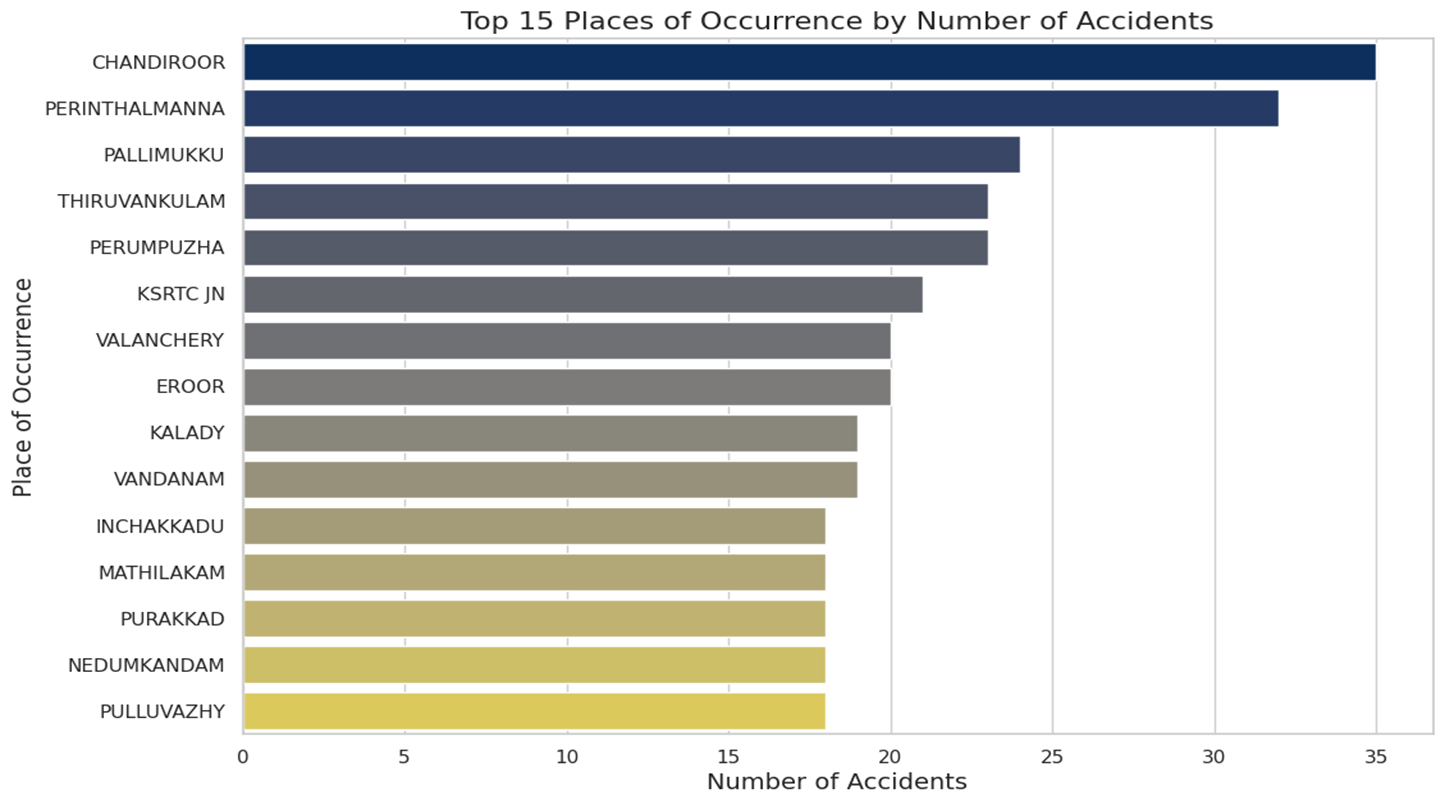 Top 15 Places of Occurrence by Number of Accidents
Place of Occurrence
CHANDIROOR
PERINTHALMANNA
PALLIMUKKU
THIRUVANKULAM
PERUMPUZHA
KSRTC JN
VALANCHERY
EROOR
KALADY
VANDANAM
INCHAKKADU
MATHILAKAM
PURAKKAD
NEDUMKANDAM
PULLUVAZHY
0 5 10 15 20 25 30 35
Number of Accidents